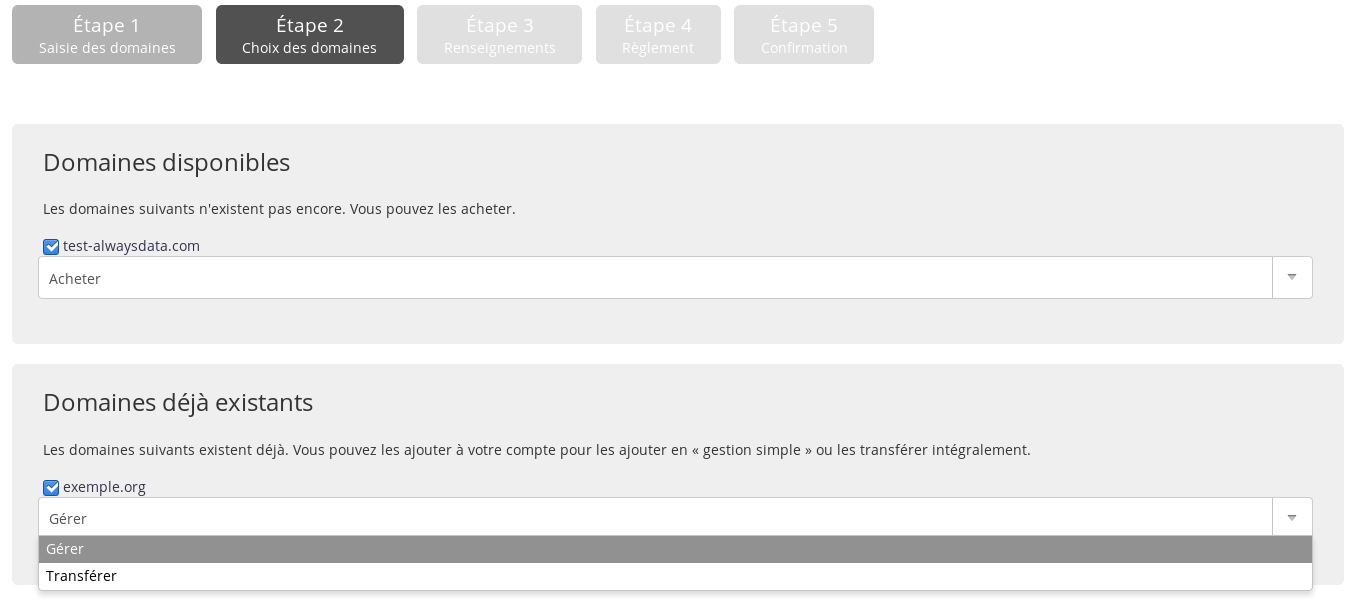 Étape 1
Saisie des domaines
Étape 2
Choix des domaines
Étape 3
Renseignements
Étape 4
Règlement
Étape 5
Confirmation
Domaines disponibles
Les domaines suivants n'existent pas encore. Vous pouvez les acheter.
test-alwaysdata.com
Acheter
Domaines déjà existants
Les domaines suivants existent déjà. Vous pouvez les ajouter à votre compte pour les ajouter en « gestion simple » ou les transférer intégralement.
exemple.org
Gérer
Gérer
Transférer